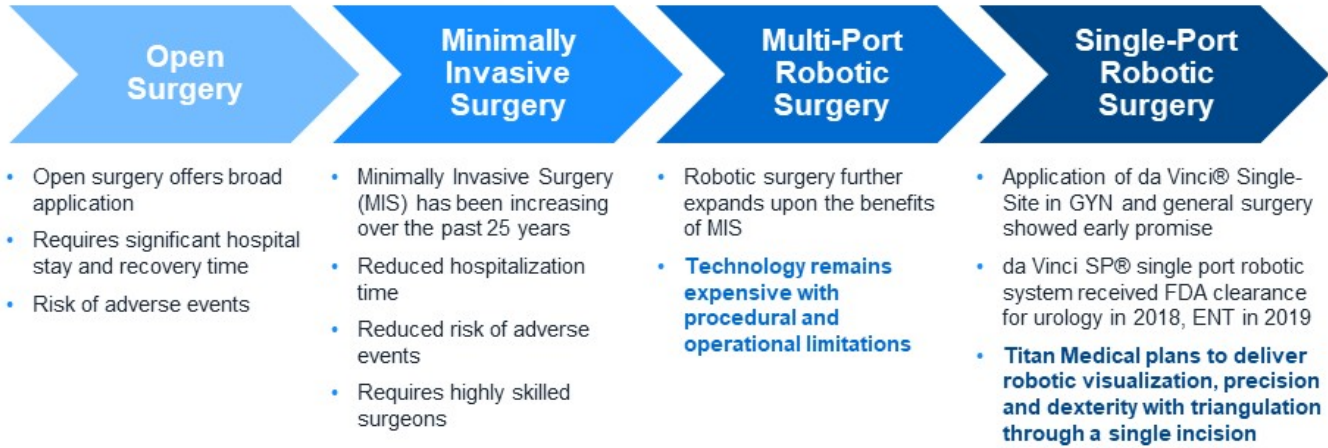 Open
Surgery
Minimally
Invasive
Surgery
Multi-Port
Robotic
Surgery
Single-Port
Robotic
Surgery
• Open surgery offers broad
application
• Requires significant hospital
stay and recovery time
• Risk of adverse events
• Minimally Invasive Surgery
(MIS) has been increasing
over the past 25 years
• Reduced hospitalization
time
• Reduced risk of adverse
events
• Requires highly skilled
surgeons
• Robotic surgery further
expands upon the benefits
of MIS
• Technology remains
expensive with
procedural and
operational limitations
• Application of da Vinci® Single-
Site in GYN and general surgery
showed early promise
• da Vinci SP® single port robotic
system received FDA clearance
for urology in 2018, ENT in 2019
• Titan Medical plans to deliver
robotic visualization, precision
and dexterity with triangulation
through a single incision